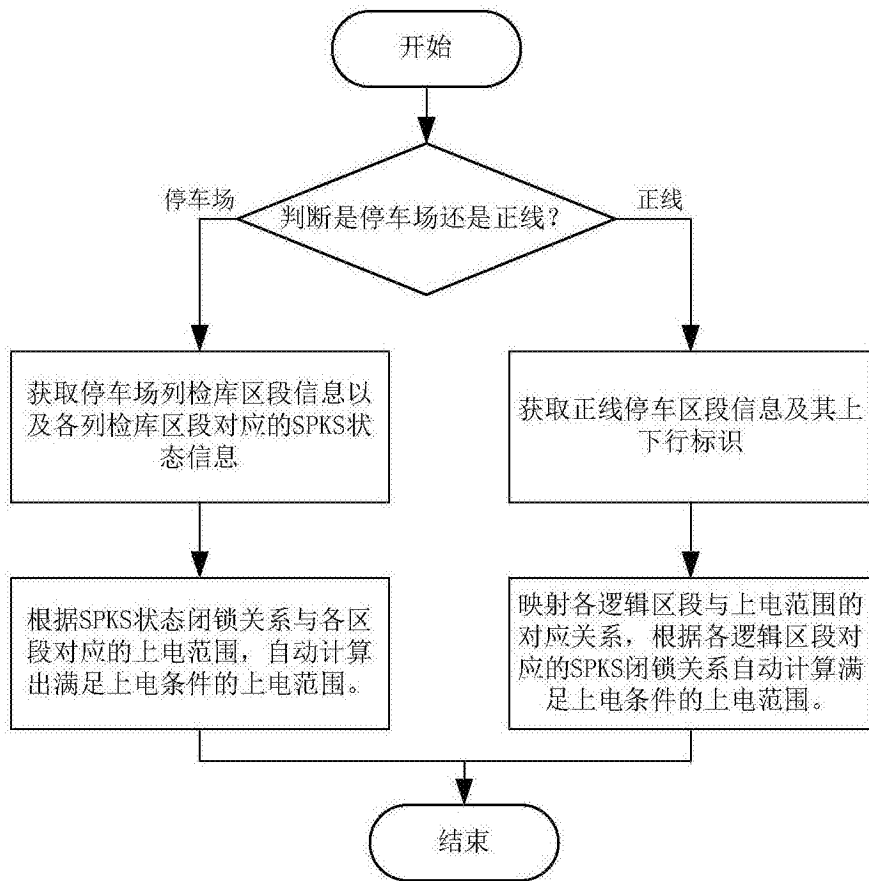 开始
停车场
正线
判断是停车场还是正线？
获取停车场列检库区段信息以
及各列检库区段对应的SPKS状
态信息
获取正线停车区段信息及其上
下行标识
根据SPKS状态闭锁关系与各区
段对应的上电范围，自动计算
出满足上电条件的上电范围。
映射各逻辑区段与上电范围的
对应关系，根据各逻辑区段对
应的SPKS闭锁关系自动计算满
足上电条件的上电范围。
结束